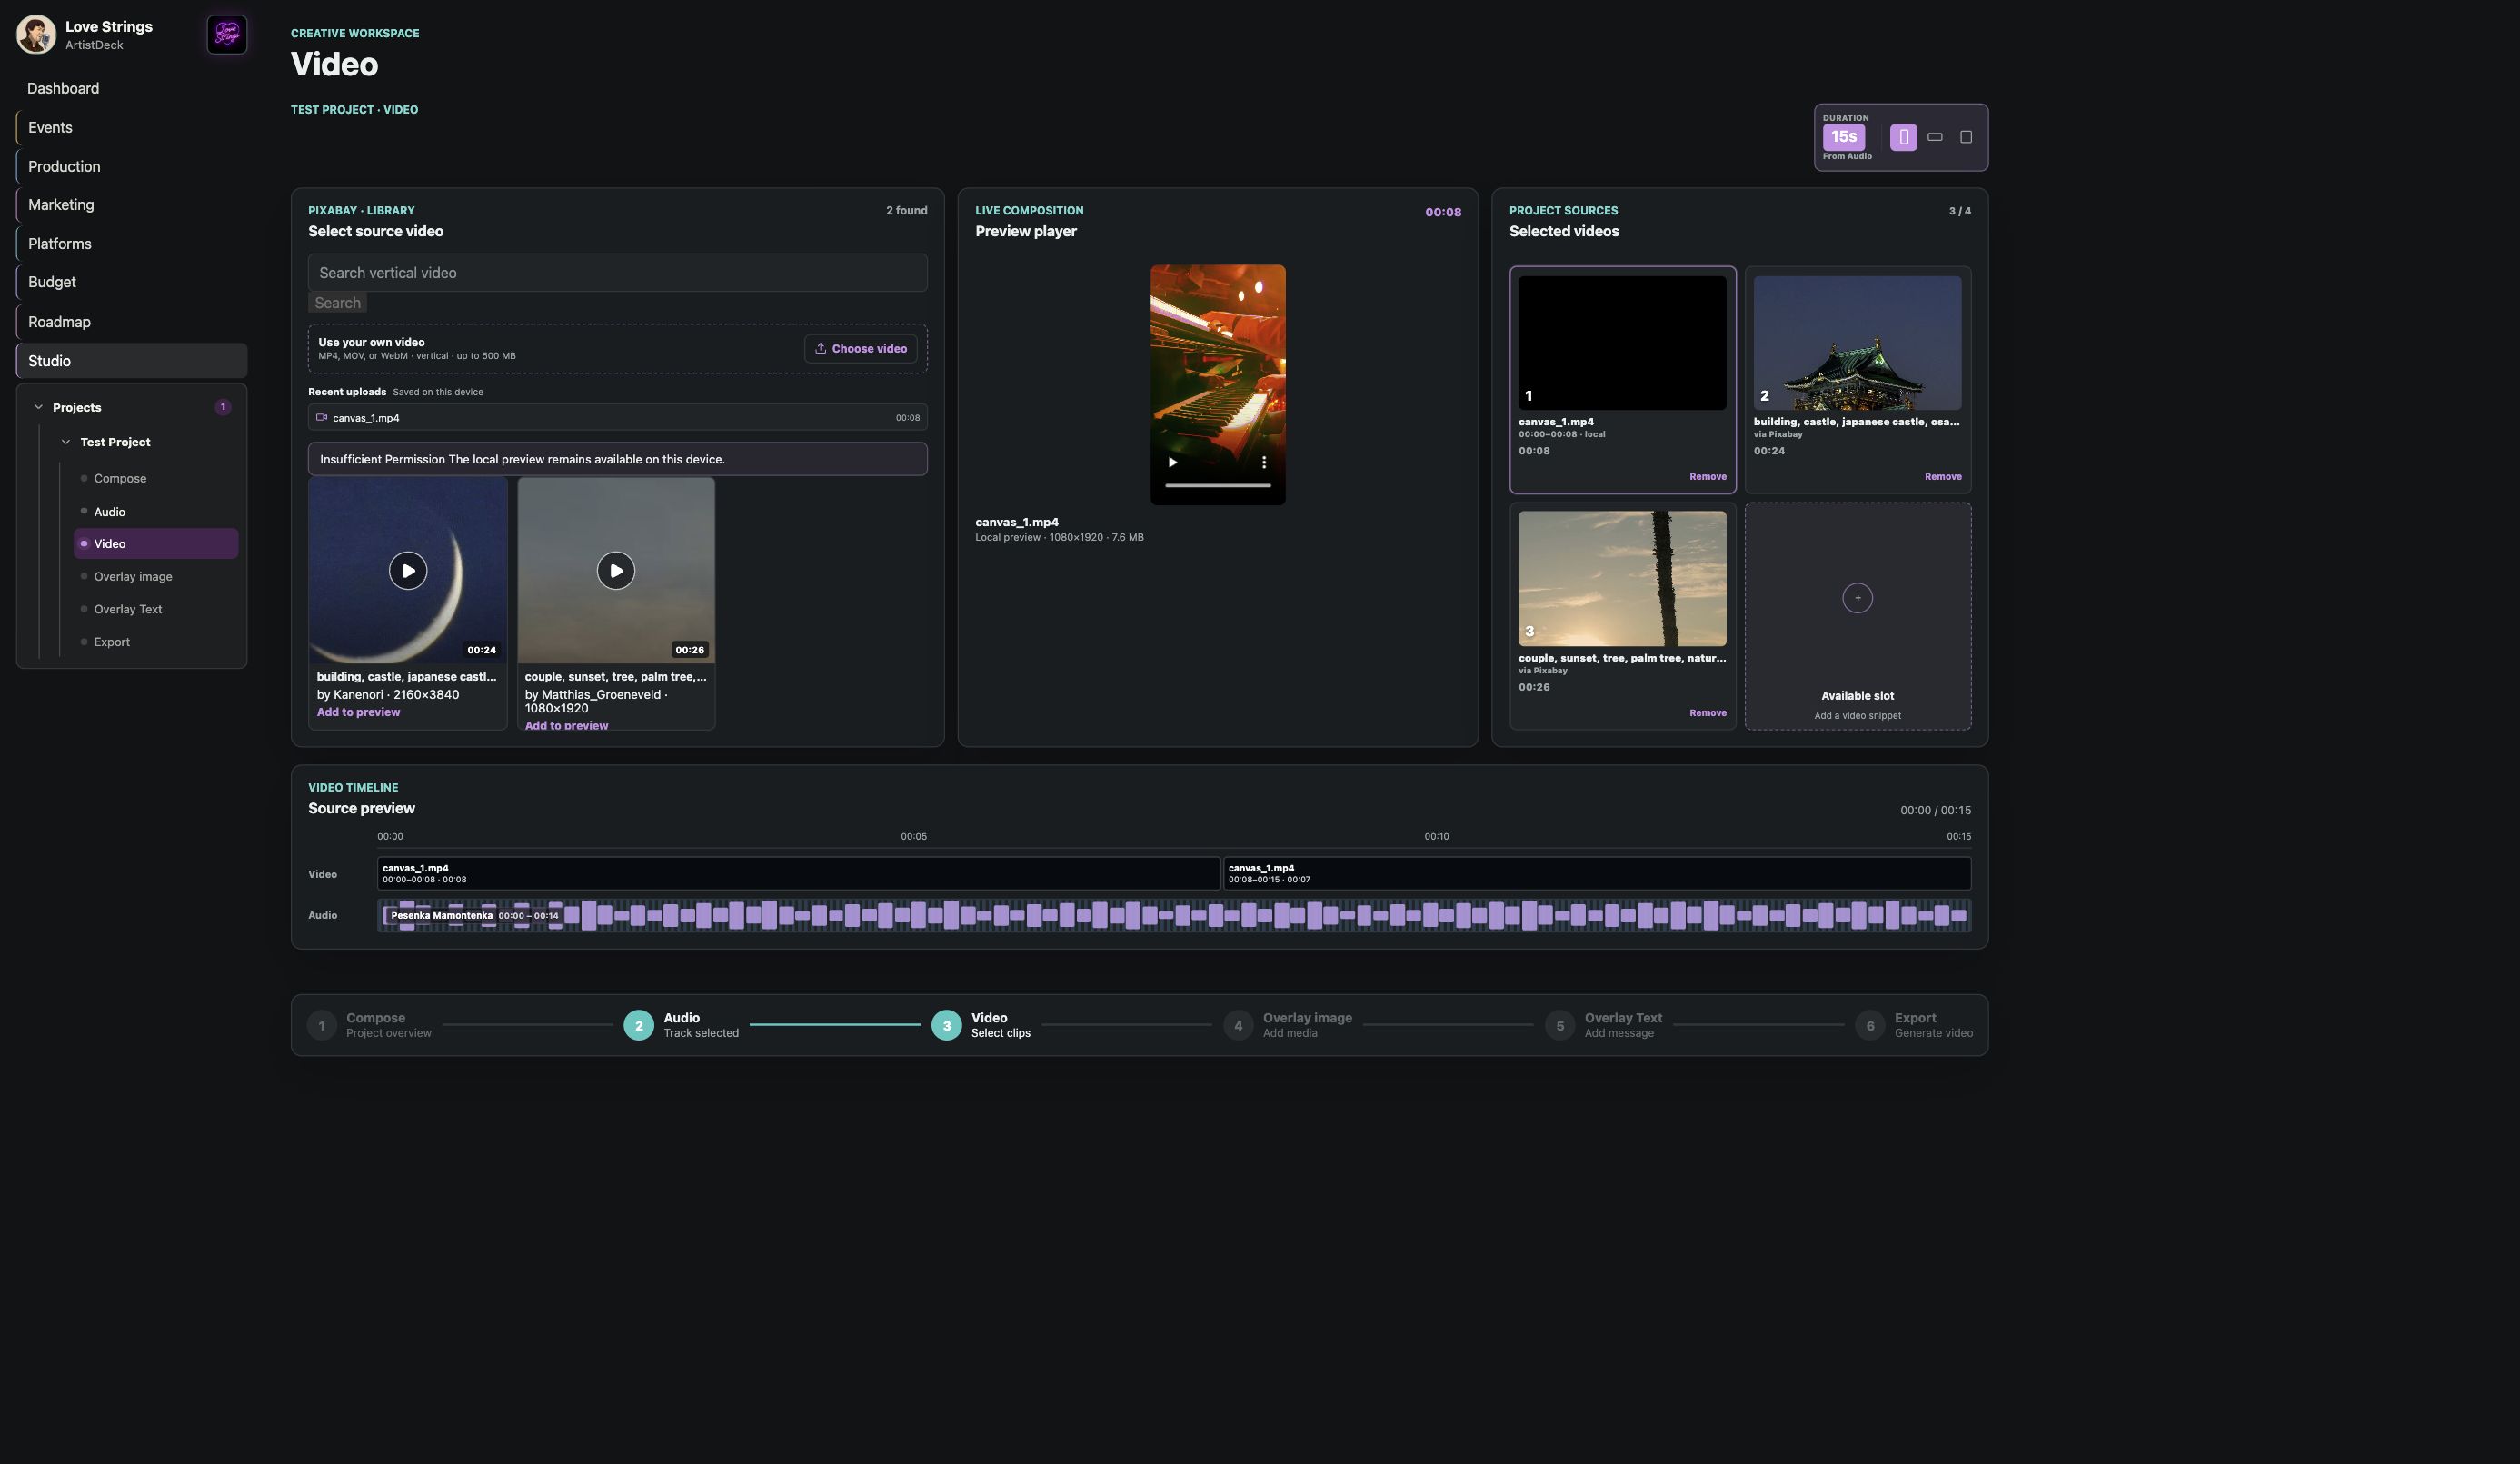 Love Strings
ArtistDeck
Love Strings
Dashboard
Events
Production
Marketing
Platforms
Budget
Roadmap
Studio
Projects
1
Test Project
Compose
Audio
Video
Overlay image
Overlay Text
Export
CREATIVE WORKSPACE
Video
TEST PROJECT · VIDEO
DURATION
15s
From Audio
PIXABAY · LIBRARY
2 found
Select source video
Search vertical video
Search
Use your own video
MP4, MOV, or WebM · vertical · up to 500 MB
Choose video
Recent uploads Saved on this device
canvas_1.mp4
00:08
Insufficient Permission The local preview remains available on this device.
00:24
building, castle, japanese castl...
by Kanenori · 2160×3840
Add to preview
00:26
couple, sunset, tree, palm tree,...
by Matthias_Groeneveld ·
1080×1920
Add to preview
LIVE COMPOSITION
00:08
Preview player
canvas_1.mp4
Local preview · 1080×1920 · 7.6 MB
PROJECT SOURCES
3 / 4
Selected videos
1
canvas_1.mp4
00:00–00:08 · local
00:08
Remove
2
building, castle, japanese castle, osa...
via Pixabay
00:24
Remove
3
couple, sunset, tree, palm tree, natur...
via Pixabay
00:26
Remove
+
Available slot
Add a video snippet
VIDEO TIMELINE
Source preview
00:00 / 00:15
00:00
00:05
00:10
00:15
Video
canvas_1.mp4
00:00–00:08 · 00:08
canvas_1.mp4
00:08–00:15 · 00:07
Audio
Pesenka Mamontenka 00:00 – 00:14
1
Compose
Project overview
2
Audio
Track selected
3
Video
Select clips
4
Overlay image
Add media
5
Overlay Text
Add message
6
Export
Generate video